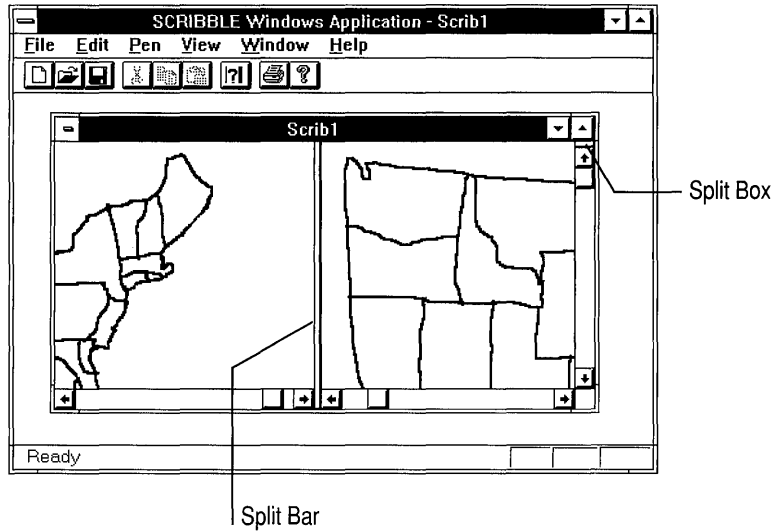 SCRIBBLE Windows Application - Scrib1
File Edit Pen View Window Help
Scrib1
Split Box
Ready
Split Bar